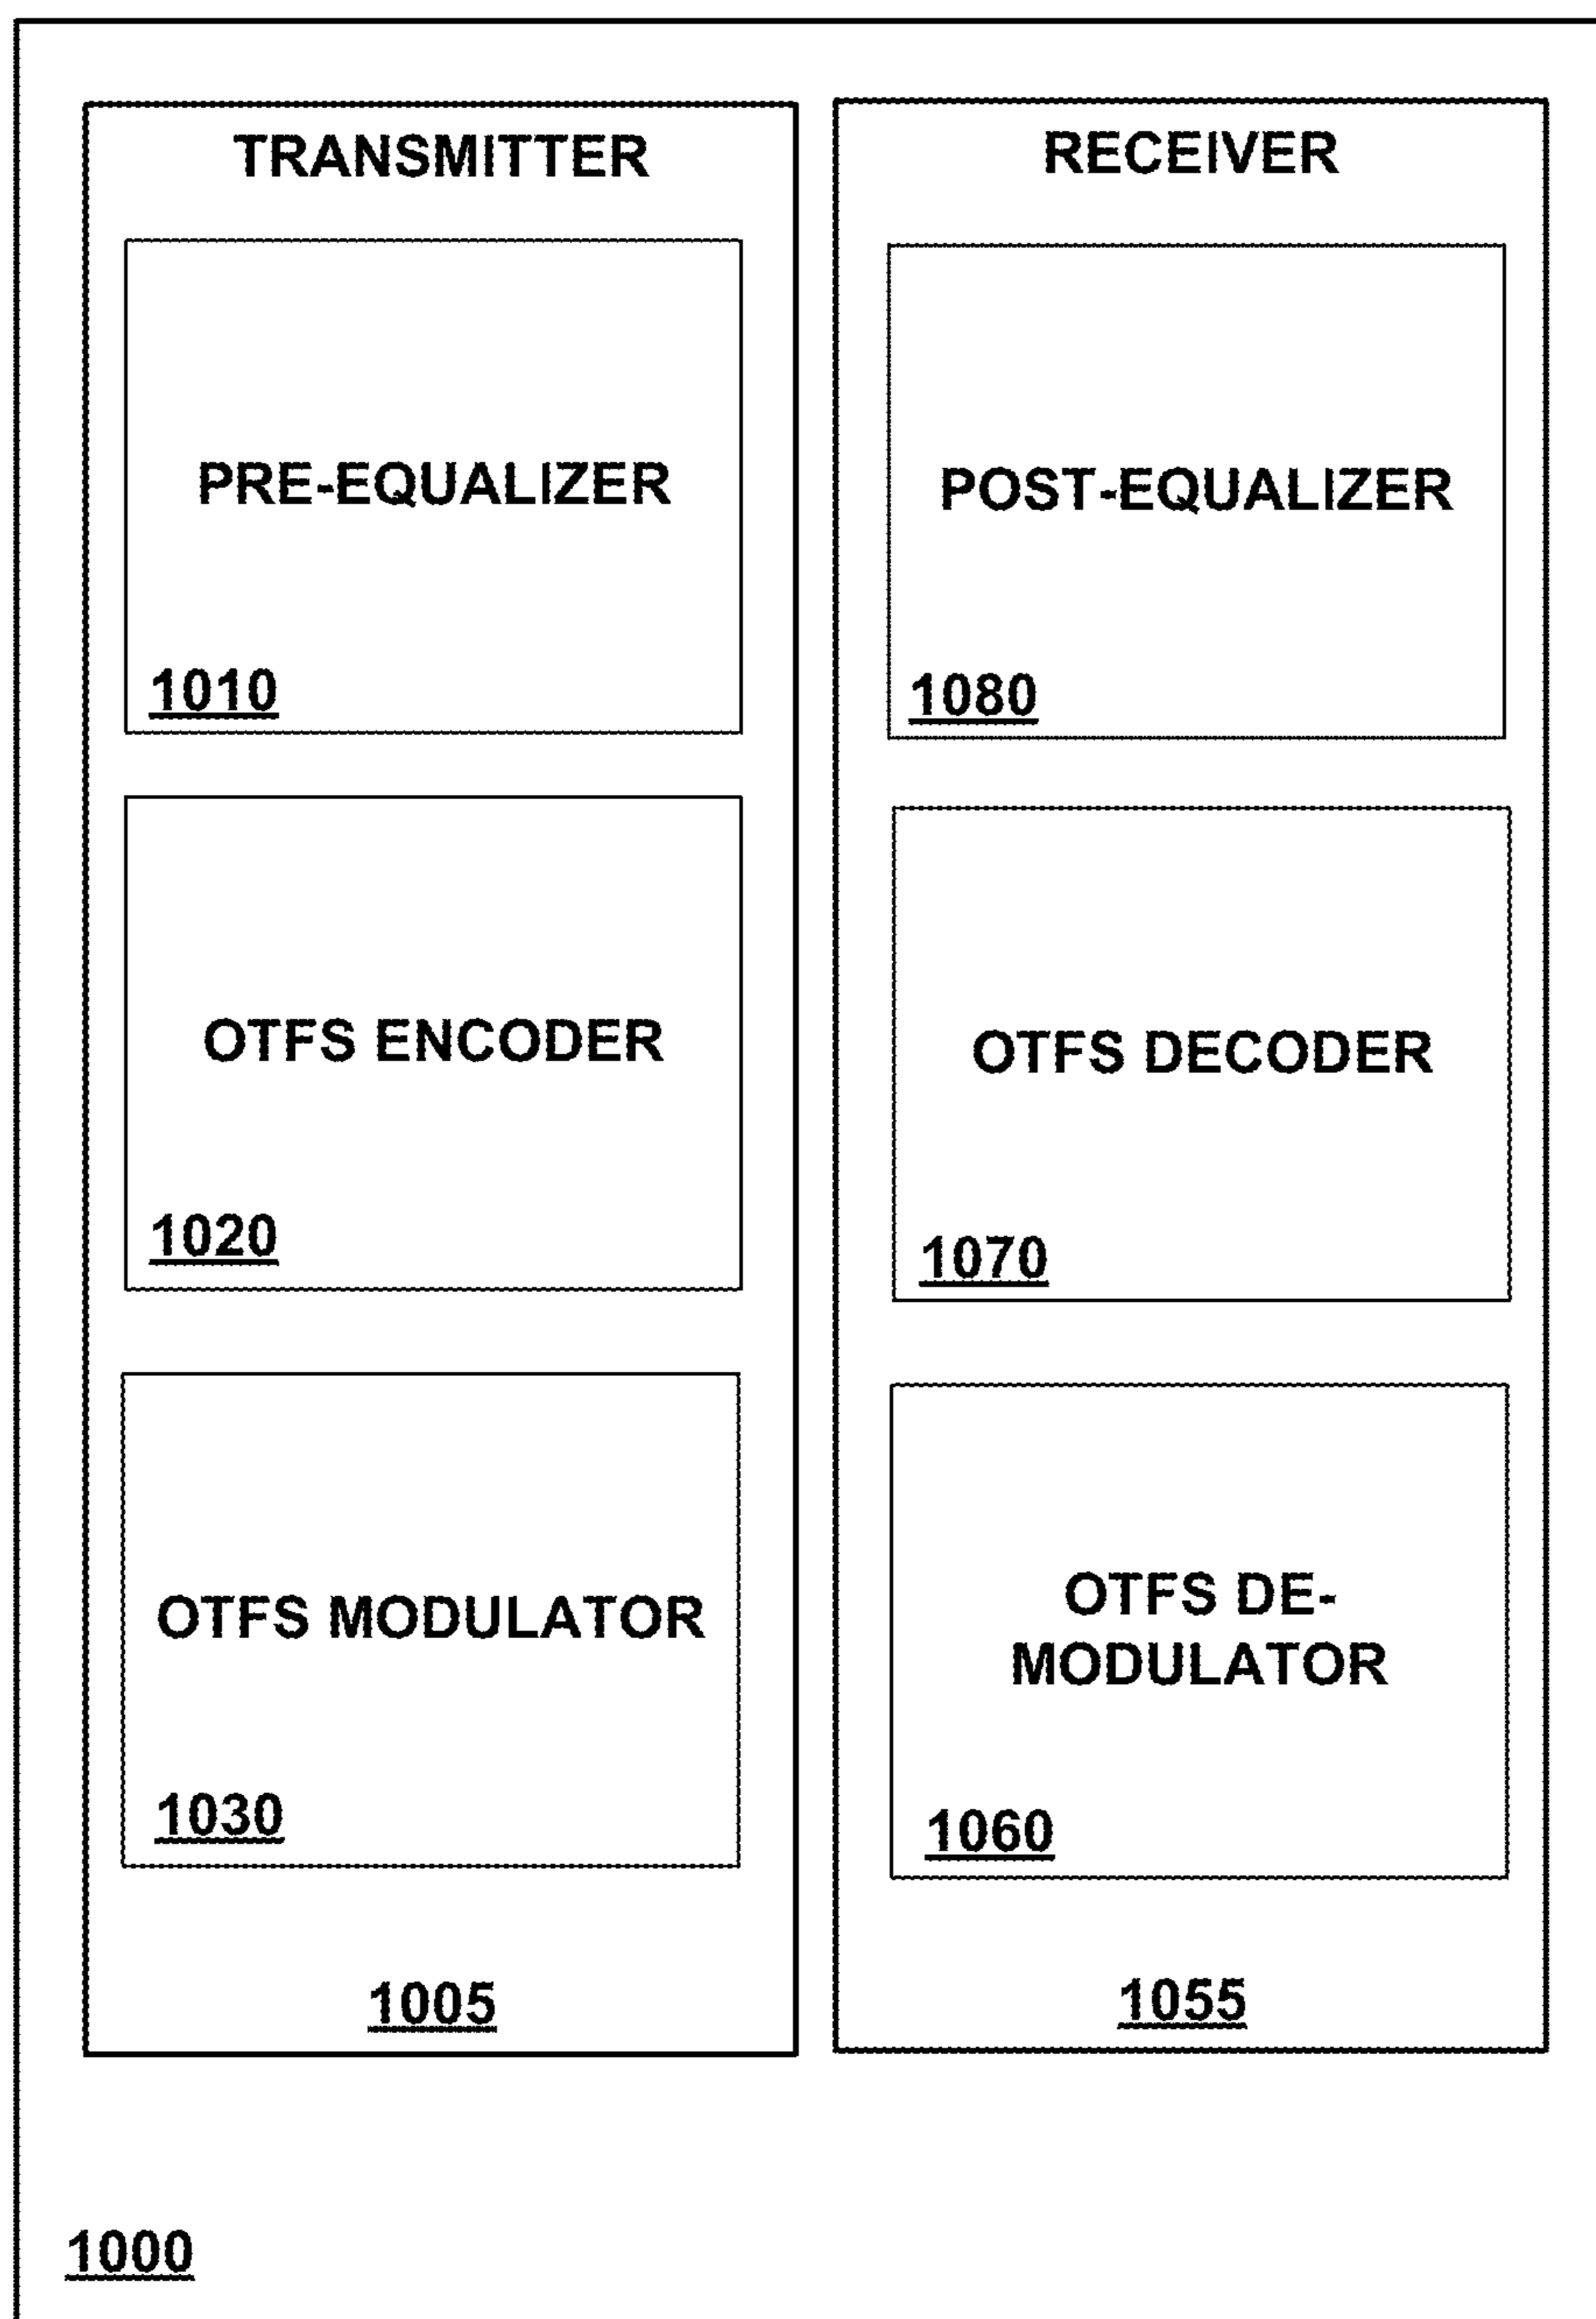 TRANSMITTER
PRE-EQUALIZER
1010
OTFS ENCODER
1020
OTFS MODULATOR
1030
1005
RECEIVER
POST-EQUALIZER
1080
OTFS DECODER
1070
OTFS DE-
MODULATOR
1060
1055
1000